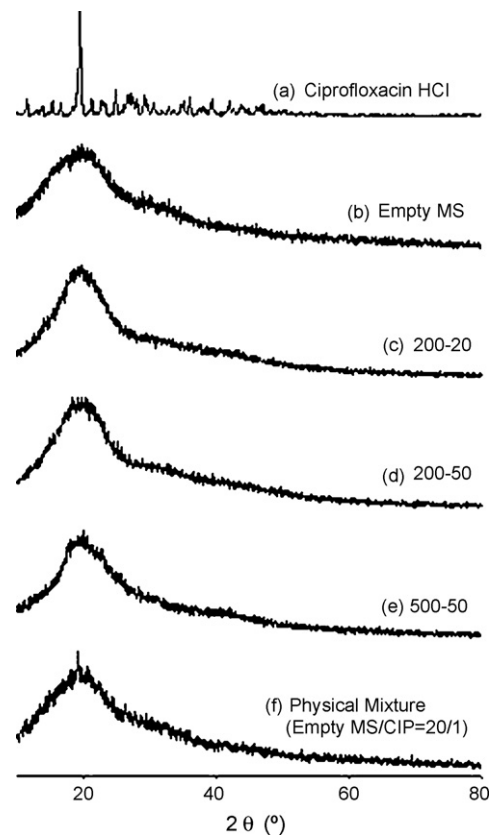 (a) Ciprofloxacin HCl
(b) Empty MS
(c) 200-20
(d) 200-50
(e) 500-50
(f) Physical Mixture
(Empty MS/CIP=20/1)
20 40 60 80
2 θ (º)